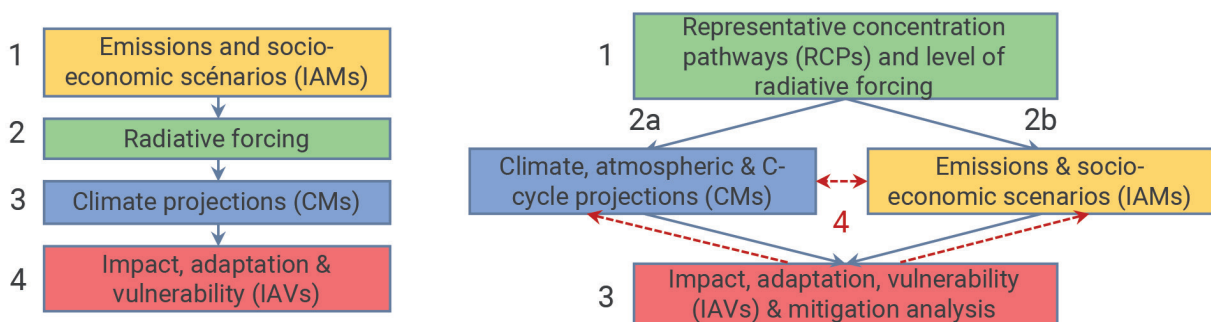 1
Emissions and socio-
economic scénarios (IAMs)
2
Radiative forcing
3
Climate projections (CMs)
4
Impact, adaptation &
vulnerability (IAVs)
1
Representative concentration
pathways (RCPs) and level of
radiative forcing
2a
2b
Climate, atmospheric & C-
cycle projections (CMs)
Emissions & socio-
economic scenarios (IAMs)
4
3
Impact, adaptation, vulnerability
(IAVs) & mitigation analysis